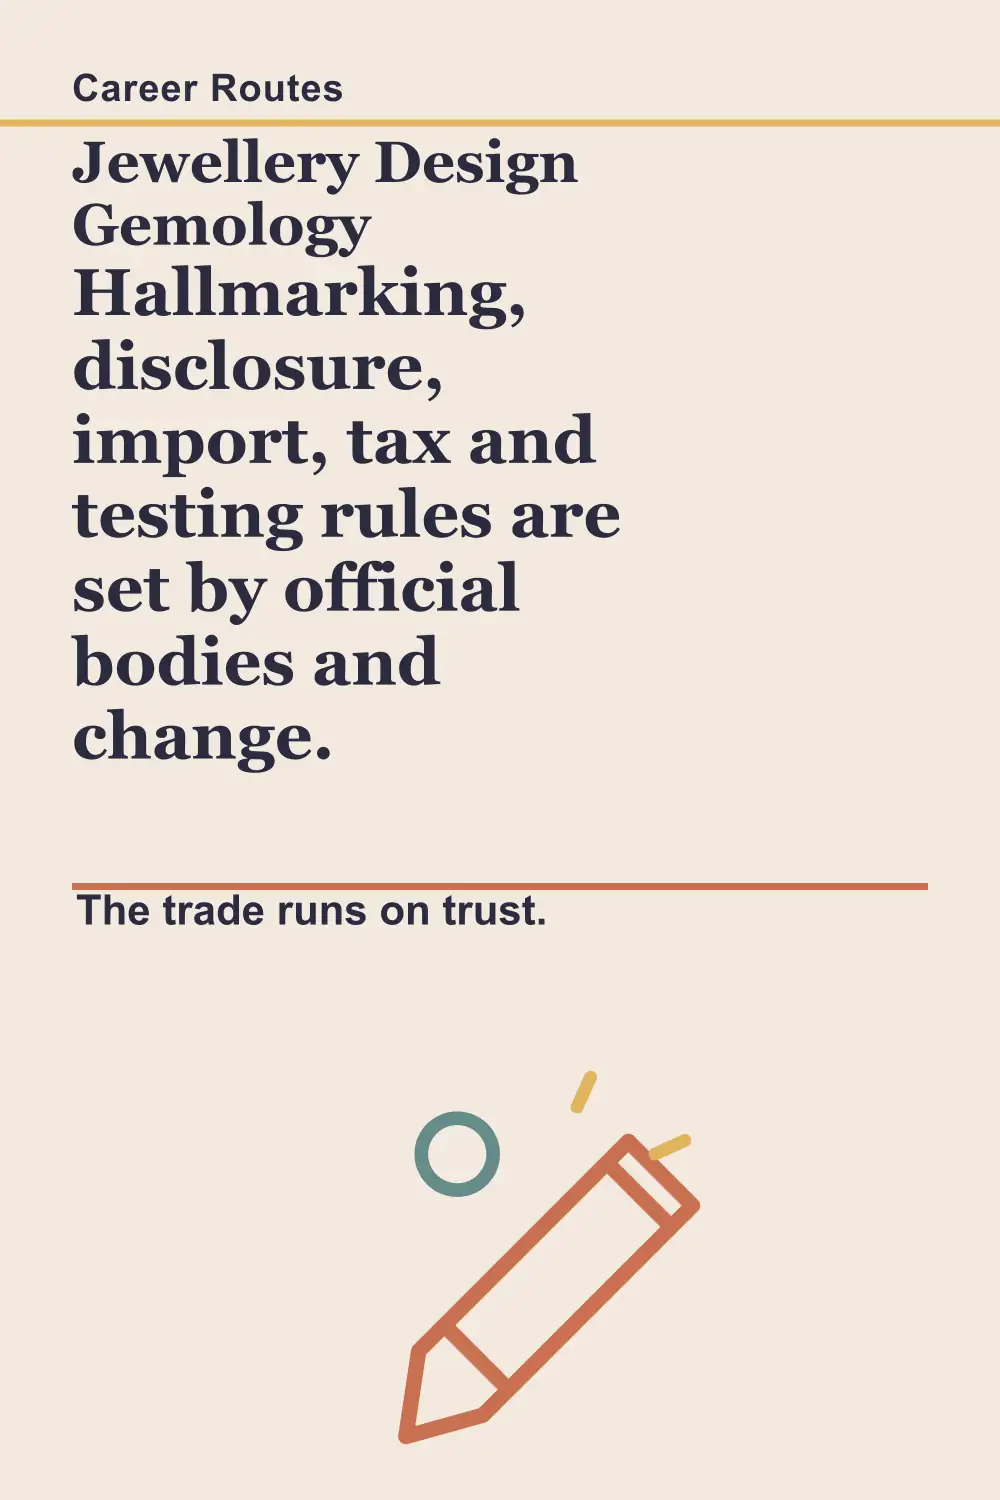 Career Routes
Jewellery Design
Gemology
Hallmarking,
disclosure,
import, tax and
testing rules are
set by official
bodies and
change.
The trade runs on trust.